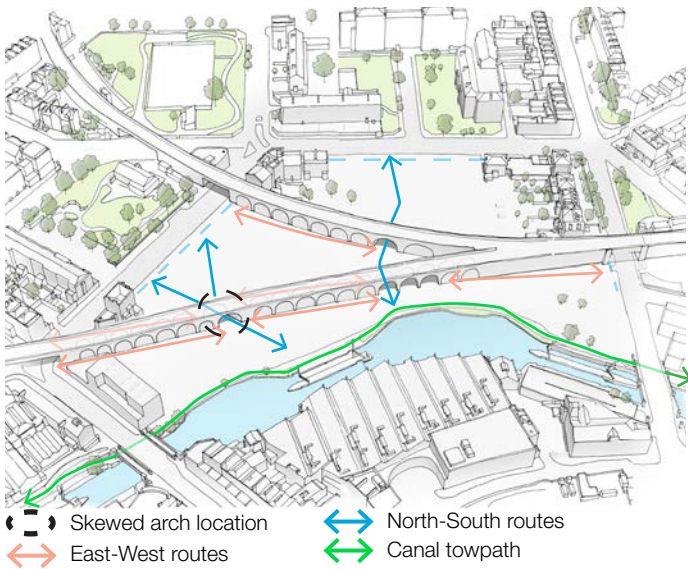 Skewed arch location
North-South routes
East-West routes
Canal towpath